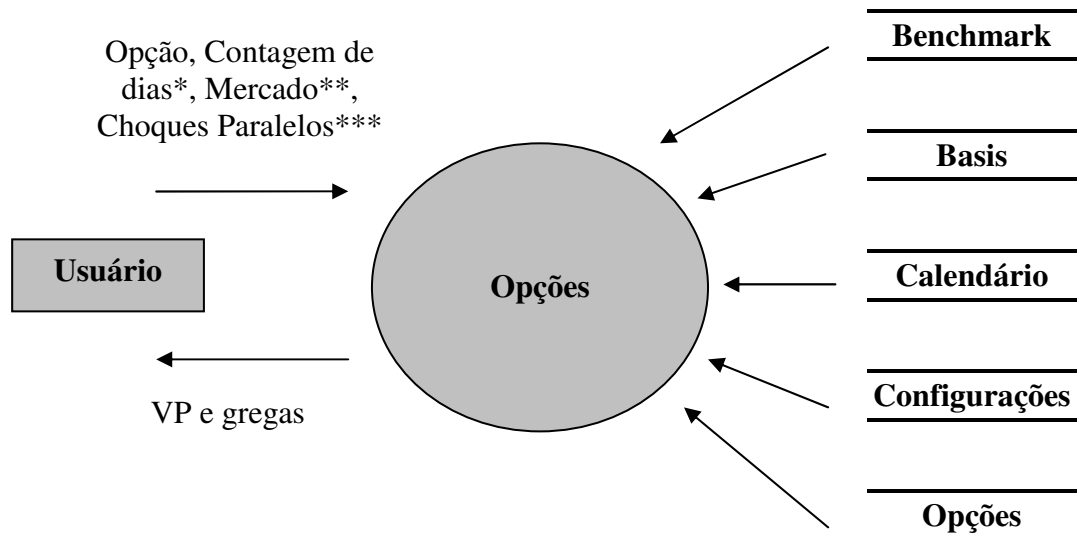 Opção, Contagem de
dias*, Mercado**,
Choques Paralelos***
Usuário
VP e gregas
Opções
Benchmark
Basis
Calendário
Configurações
Opções